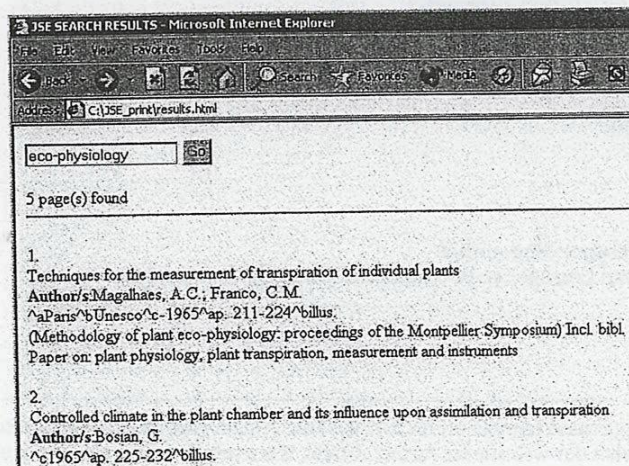 JSE SEARCH RESULTS - Microsoft Internet Explorer
File Edit View Favorites Tools Help
Back Search Favorites Media
Address C:\JSE_print\results.html
eco-physiology Go
5 page(s) found
1.
Techniques for the measurement of transpiration of individual plants
Author/s:Magalhaes, A.C.; Franco, C.M.
^aParis^bUnesco^c-1965^ap. 211-224^billus.
(Methodology of plant eco-physiology: proceedings of the Montpellier Symposium) Incl. bibl.
Paper on: plant physiology, plant transpiration, measurement and instruments
2.
Controlled climate in the plant chamber and its influence upon assimilation and transpiration
Author/s:Bosian, G.
^c1965^ap. 225-232^billus.